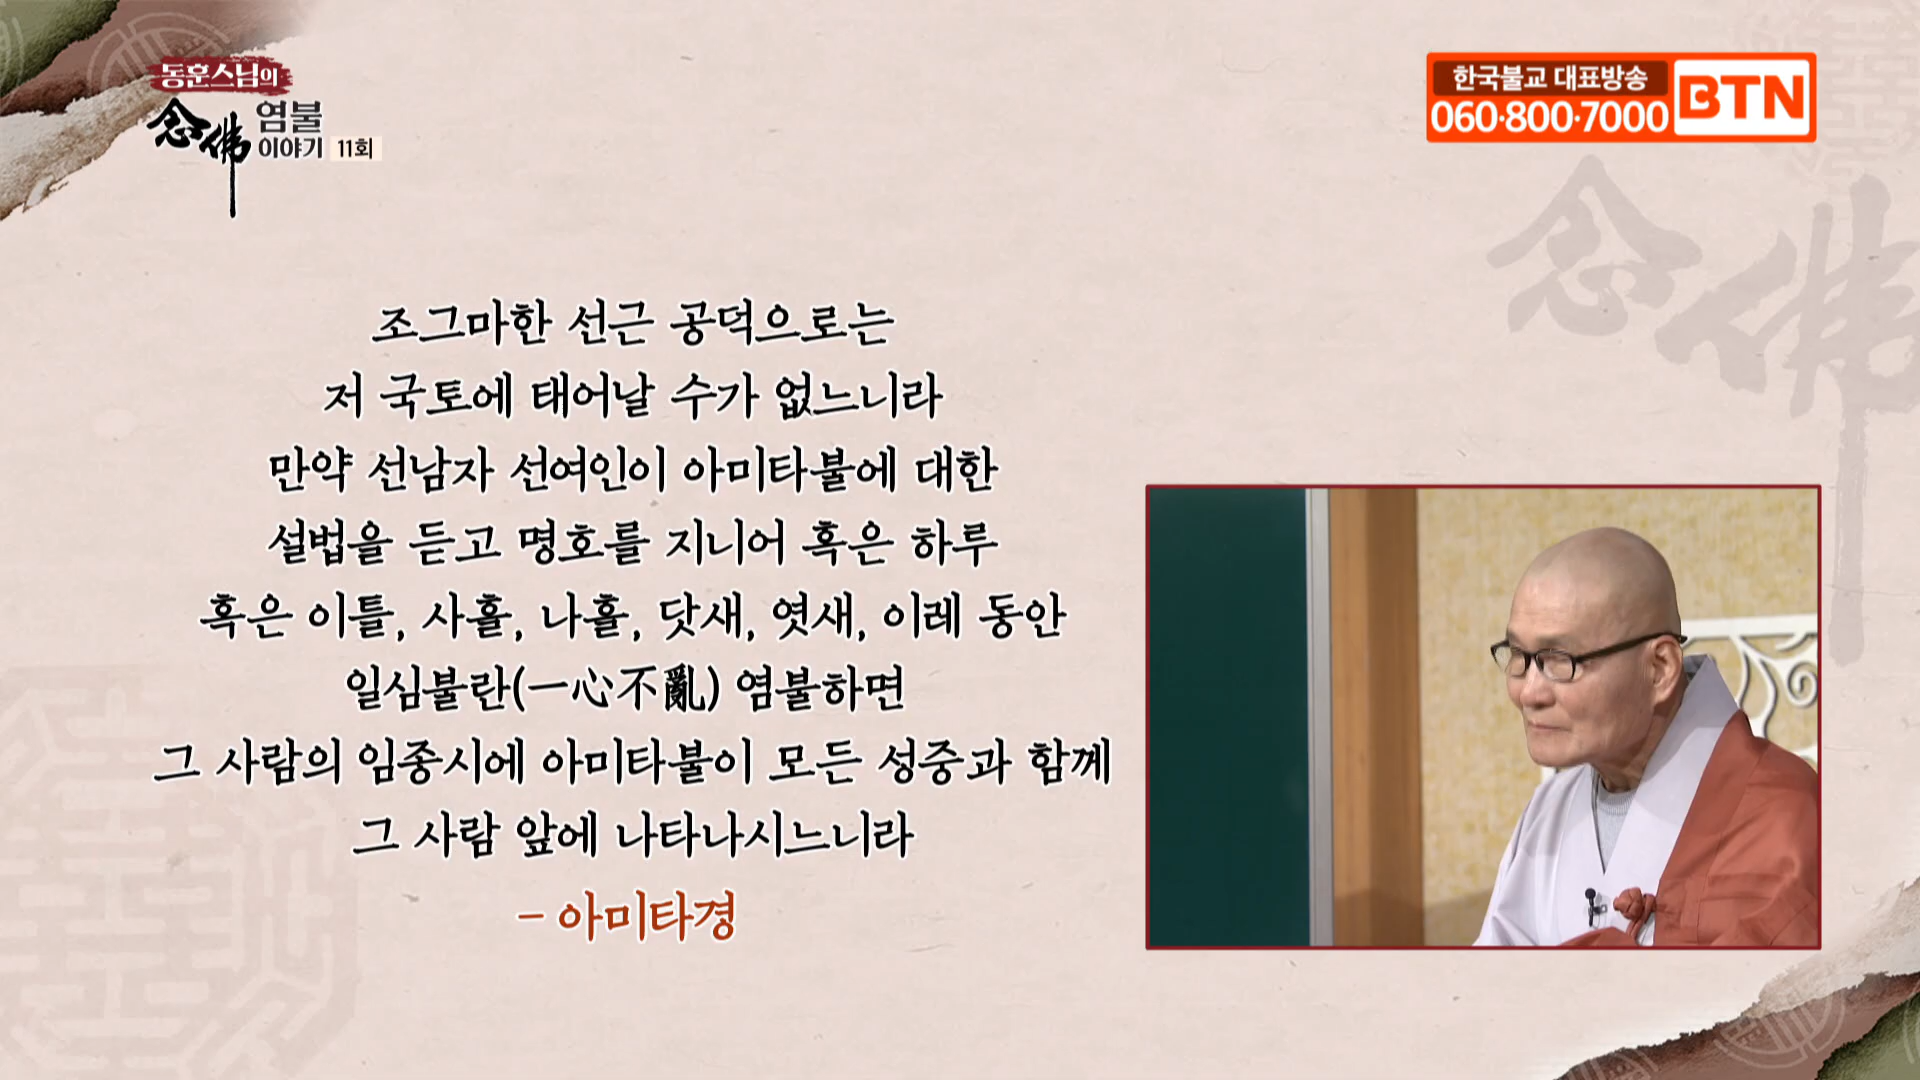 동훈스님의
念佛 염불
이야기 11회
한국불교 대표방송
060·800·7000
BTN
念佛
조그마한 선근 공덕으로는
저 국토에 태어날 수가 없느니라
만약 선남자 선여인이 아미타불에 대한
설법을 듣고 명호를 지니어 혹은 하루
혹은 이틀, 사흘, 나흘, 닷새, 엿새, 이레 동안
일심불란(一心不亂) 염불하면
그 사람의 임종시에 아미타불이 모든 성중과 함께
그 사람 앞에 나타나시느니라
- 아미타경